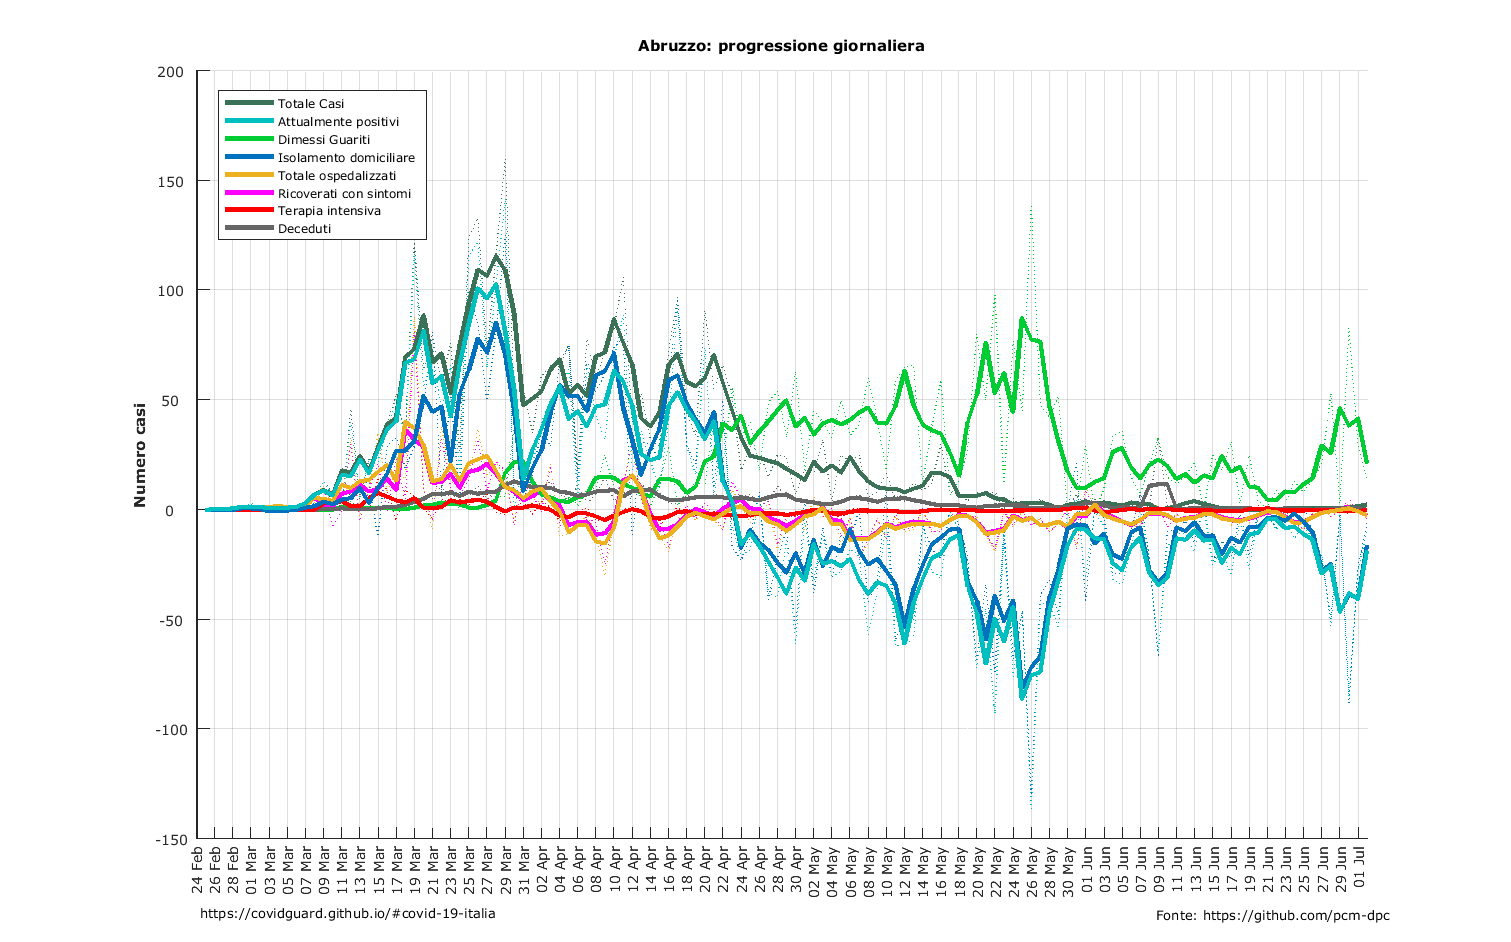 Abruzzo: progressione giornaliera
200
150
100
50
0
-50
-100
-150
Numero casi
Totale Casi
Attualmente positivi
Dimessi Guariti
Isolamento domiciliare
Totale ospedalizzati
Ricoverati con sintomi
Terapia intensiva
Deceduti
24 Feb
26 Feb
28 Feb
01 Mar
03 Mar
05 Mar
07 Mar
09 Mar
11 Mar
13 Mar
15 Mar
17 Mar
19 Mar
21 Mar
23 Mar
25 Mar
27 Mar
29 Mar
31 Mar
02 Apr
04 Apr
06 Apr
08 Apr
10 Apr
12 Apr
14 Apr
16 Apr
18 Apr
20 Apr
22 Apr
24 Apr
26 Apr
28 Apr
30 Apr
02 May
04 May
06 May
08 May
10 May
12 May
14 May
16 May
18 May
20 May
22 May
24 May
26 May
28 May
30 May
01 Jun
03 Jun
05 Jun
07 Jun
09 Jun
11 Jun
13 Jun
15 Jun
17 Jun
19 Jun
21 Jun
23 Jun
25 Jun
27 Jun
29 Jun
01 Jul
https://covidguard.github.io/#covid-19-italia
Fonte: https://github.com/pcm-dpc